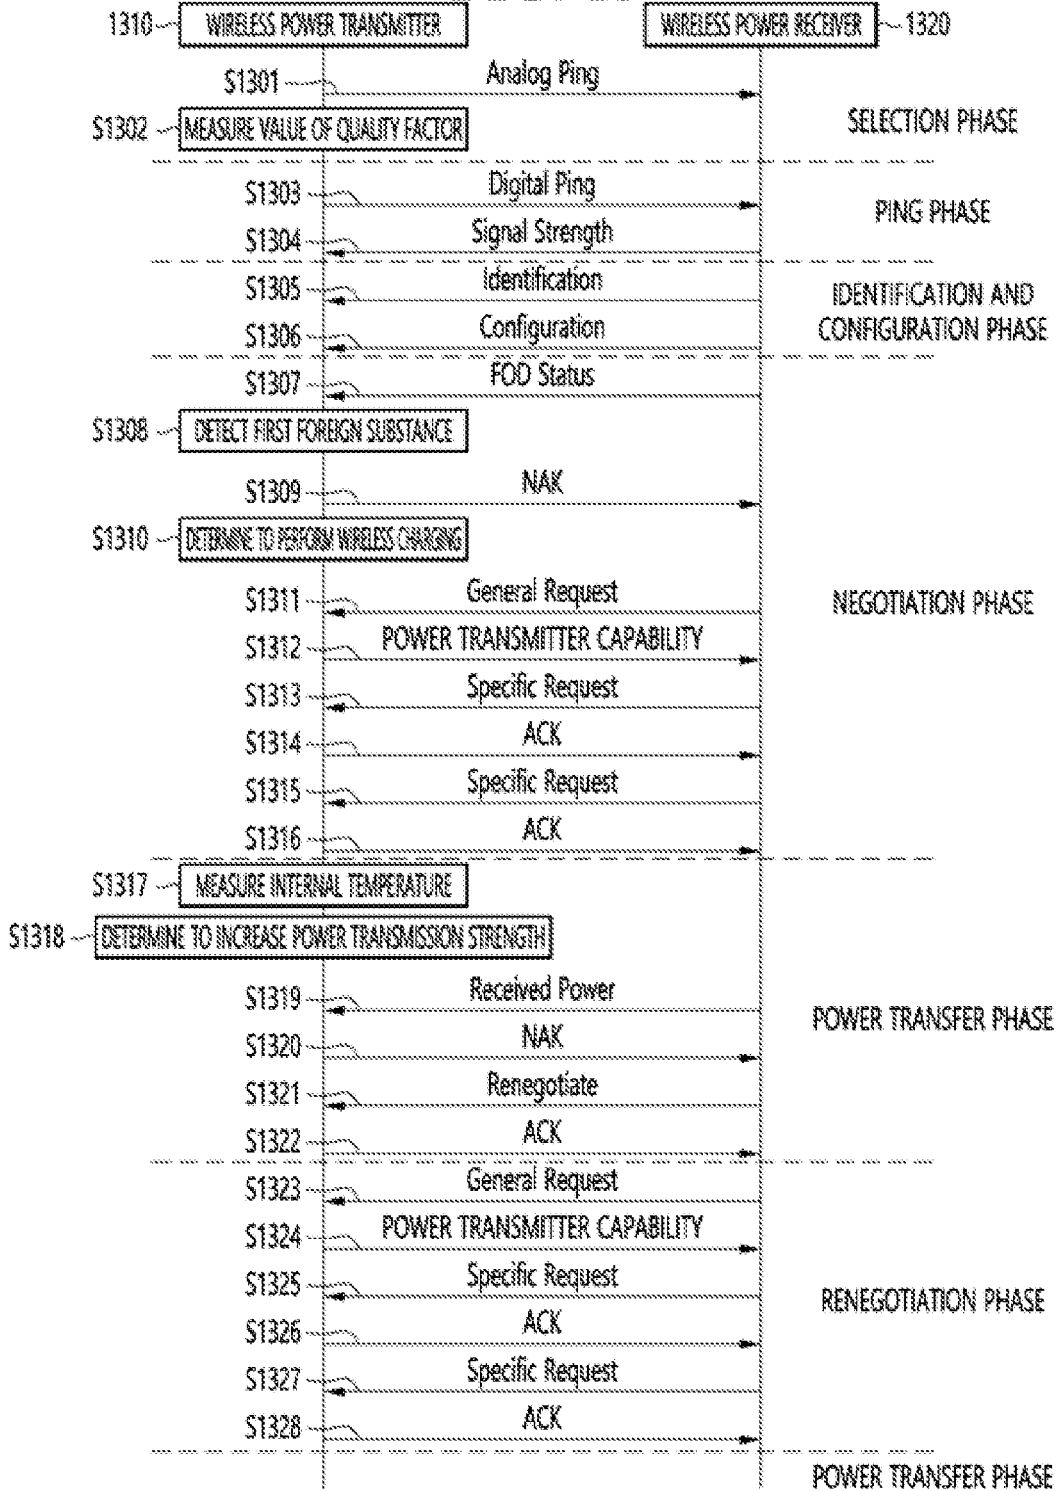 1310 WIRELESS POWER TRANSMITTER WIRELESS POWER RECEIVER 1320
S1301 Analog Ping
S1302 MEASURE VALUE OF QUALITY FACTOR SELECTION PHASE
S1303 Digital Ping
PING PHASE
S1304 Signal Strength
S1305 Identification
IDENTIFICATION AND
CONFIGURATION PHASE
S1306 Configuration
S1307 FOD Status
S1308 DETECT FIRST FOREIGN SUBSTANCE
S1309 NAK
S1310 DETERMINE TO PERFORM WIRELESS CHARGING
S1311 General Request
NEGOTIATION PHASE
S1312 POWER TRANSMITTER CAPABILITY
S1313 Specific Request
S1314 ACK
S1315 Specific Request
S1316 ACK
S1317 MEASURE INTERNAL TEMPERATURE
S1318 DETERMINE TO INCREASE POWER TRANSMISSION STRENGTH
S1319 Received Power
POWER TRANSFER PHASE
S1320 NAK
S1321 Renegotiate
S1322 ACK
S1323 General Request
S1324 POWER TRANSMITTER CAPABILITY
S1325 Specific Request
RENEGOTIATION PHASE
S1326 ACK
S1327 Specific Request
S1328 ACK
POWER TRANSFER PHASE